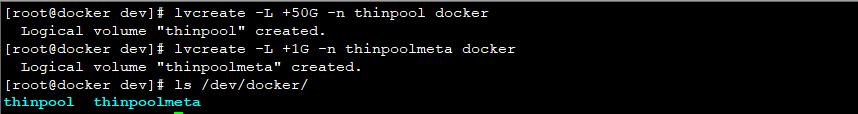 [root@docker dev]# lvcreate -L +50G -n thinpool docker
  Logical volume "thinpool" created.
[root@docker dev]# lvcreate -L +1G -n thinpoolmeta docker
  Logical volume "thinpoolmeta" created.
[root@docker dev]# ls /dev/docker/
thinpool  thinpoolmeta